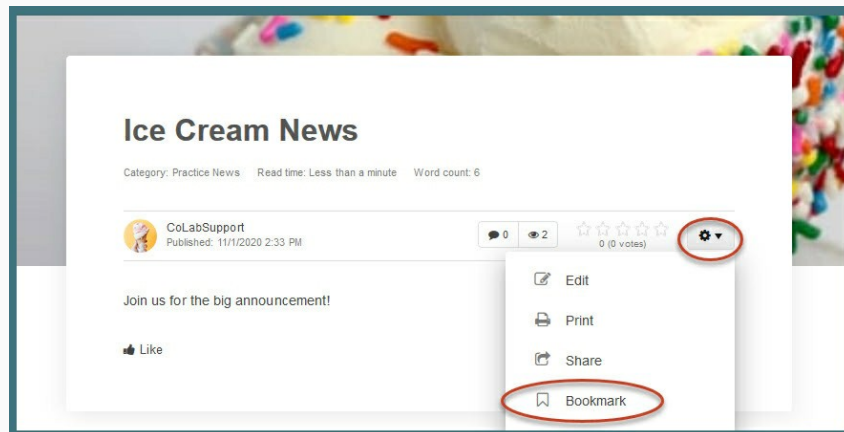 Ice Cream News
Category: Practice News Read time: Less than a minute Word count: 6
CoLabSupport
Published: 11/1/2020 2:33 PM
0 2
0 (0 votes)
Join us for the big announcement!
Like
Edit
Print
Share
Bookmark